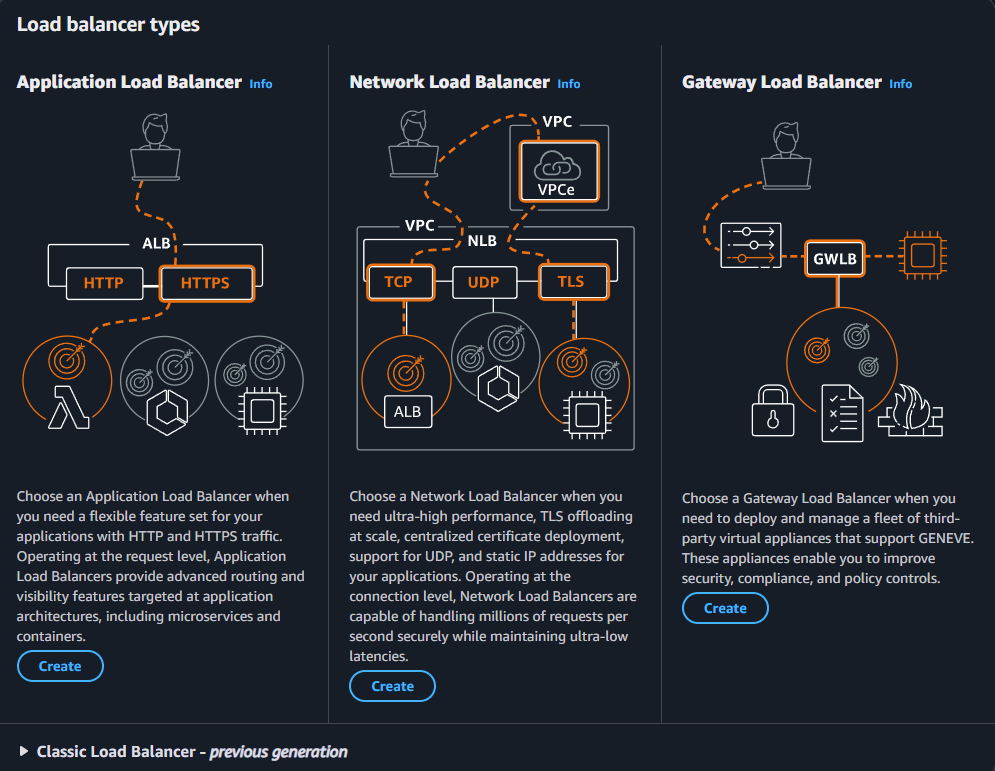 Load balancer types
Application Load Balancer Info
ALB
HTTP
HTTPS
Choose an Application Load Balancer when
you need a flexible feature set for your
applications with HTTP and HTTPS traffic.
Operating at the request level, Application
Load Balancers provide advanced routing and
visibility features targeted at application
architectures, including microservices and
containers.
Create
Network Load Balancer Info
VPC
VPCe
VPC
NLB
TCP
UDP
TLS
ALB
Choose a Network Load Balancer when you
need ultra-high performance, TLS offloading
at scale, centralized certificate deployment,
support for UDP, and static IP addresses for
your applications. Operating at the
connection level, Network Load Balancers are
capable of handling millions of requests per
second securely while maintaining ultra-low
latencies.
Create
Gateway Load Balancer Info
GWLB
Choose a Gateway Load Balancer when you
need to deploy and manage a fleet of third-
party virtual appliances that support GENEVE.
These appliances enable you to improve
security, compliance, and policy controls.
Create
Classic Load Balancer - previous generation